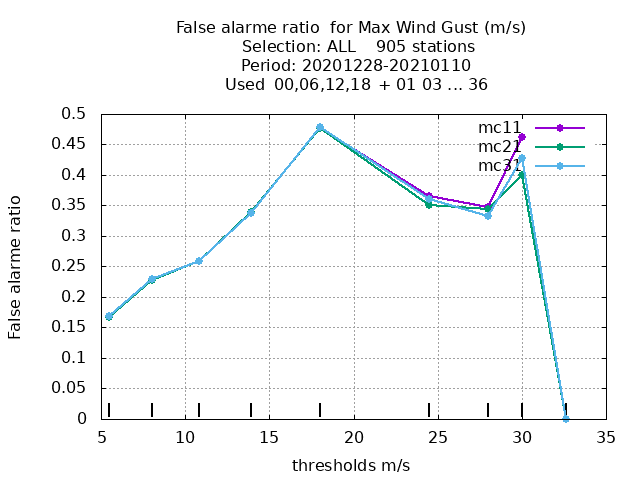 False alarme ratio  for Max Wind Gust (m/s)
Selection: ALL    905 stations
Period: 20201228-20210110
Used  00,06,12,18  + 01 03 ... 36
False alarme ratio
0.5
0.45
0.4
0.35
0.3
0.25
0.2
0.15
0.1
0.05
0
mc11
mc21
mc31
5 10 15 20 25 30 35
thresholds m/s